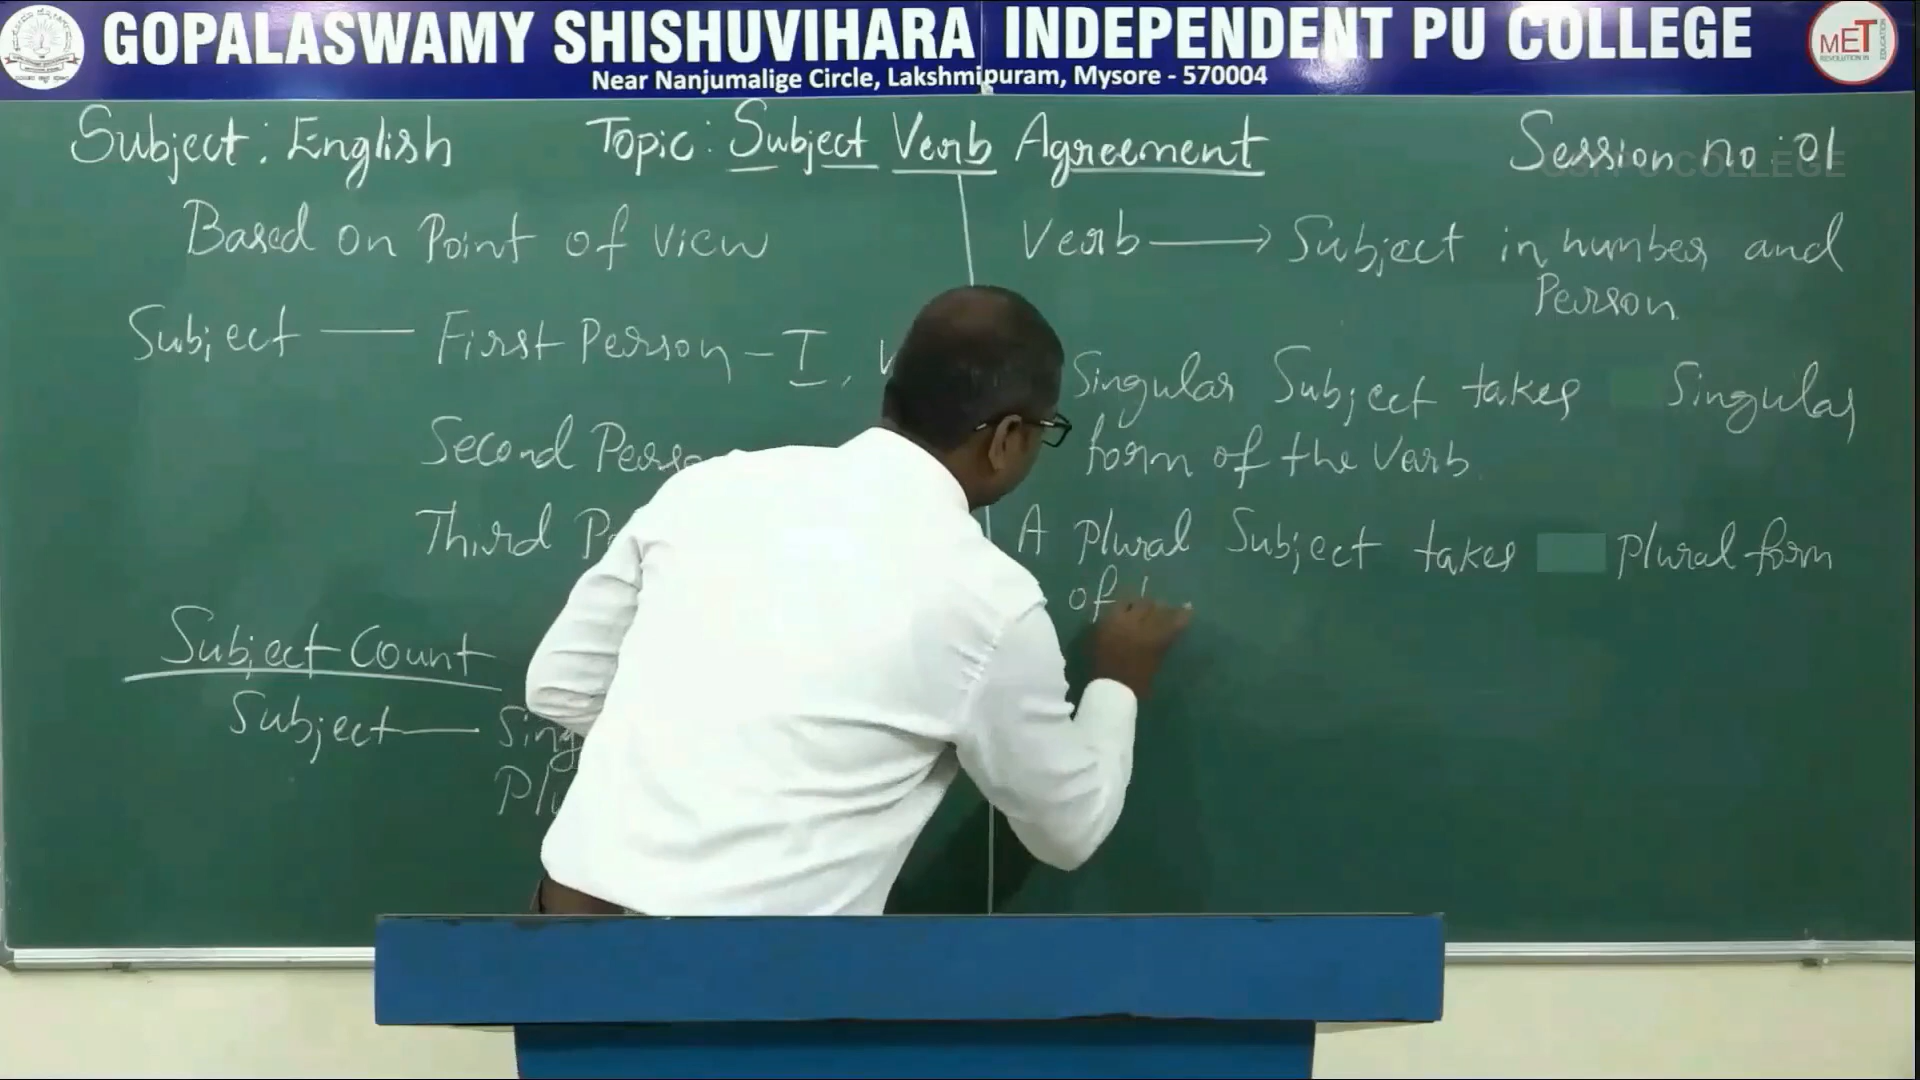 GOPALASWAMY SHISHUVIHARA INDEPENDENT PU COLLEGE
Near Nanjumalige Circle, Lakshmipuram, Mysore - 570004
MET
Subject: English Topic: Subject Verb Agreement Session no: 01
Based on Point of View
Subject — First Person - I,
Second
Third
Subject Count
Subject —
Verb → Subject in number and
Person
Singular Subject takes Singular
form of the Verb.
A Plural Subject takes plural form
of